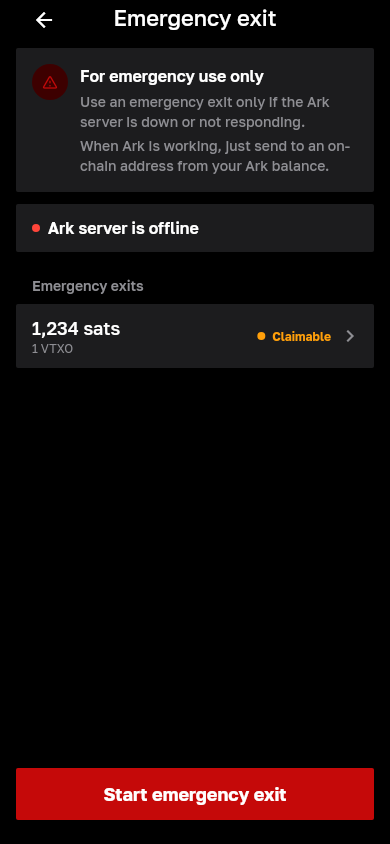 Emergency exit
For emergency use only
Use an emergency exit only if the Ark
server is down or not responding.
When Ark is working, just send to an on-
chain address from your Ark balance.
Ark server is offline
Emergency exits
1,234 sats
Claimable
1 VTXO
Start emergency exit